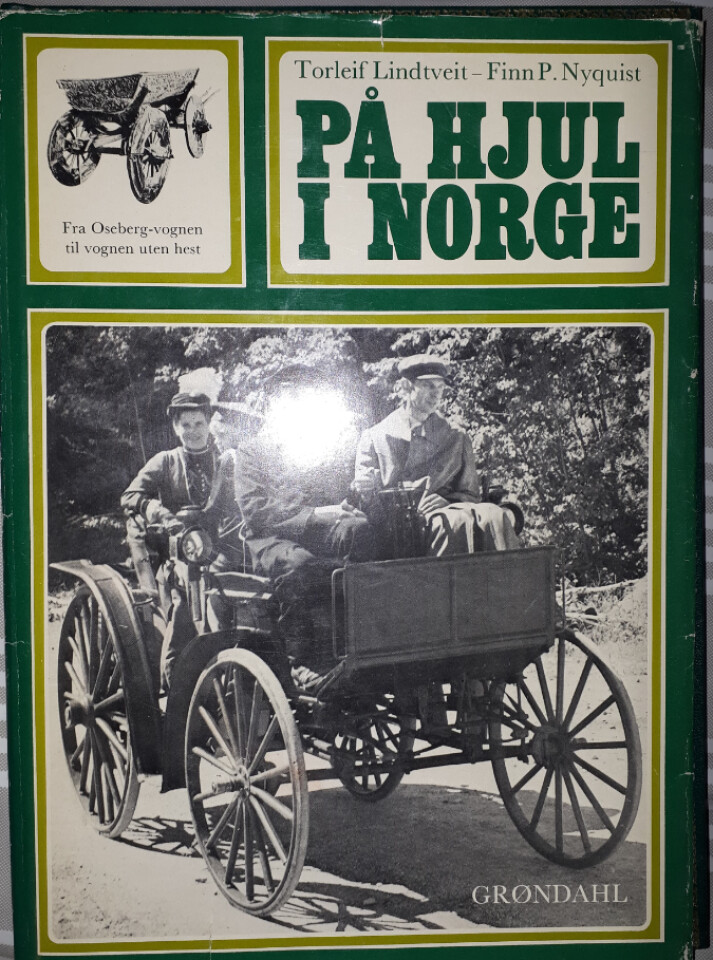 Torleif Lindtveit – Finn P. Nyquist
PÅ HJUL
I NORGE
Fra Oseberg-vognen
til vognen uten hest
GRØNDAHL